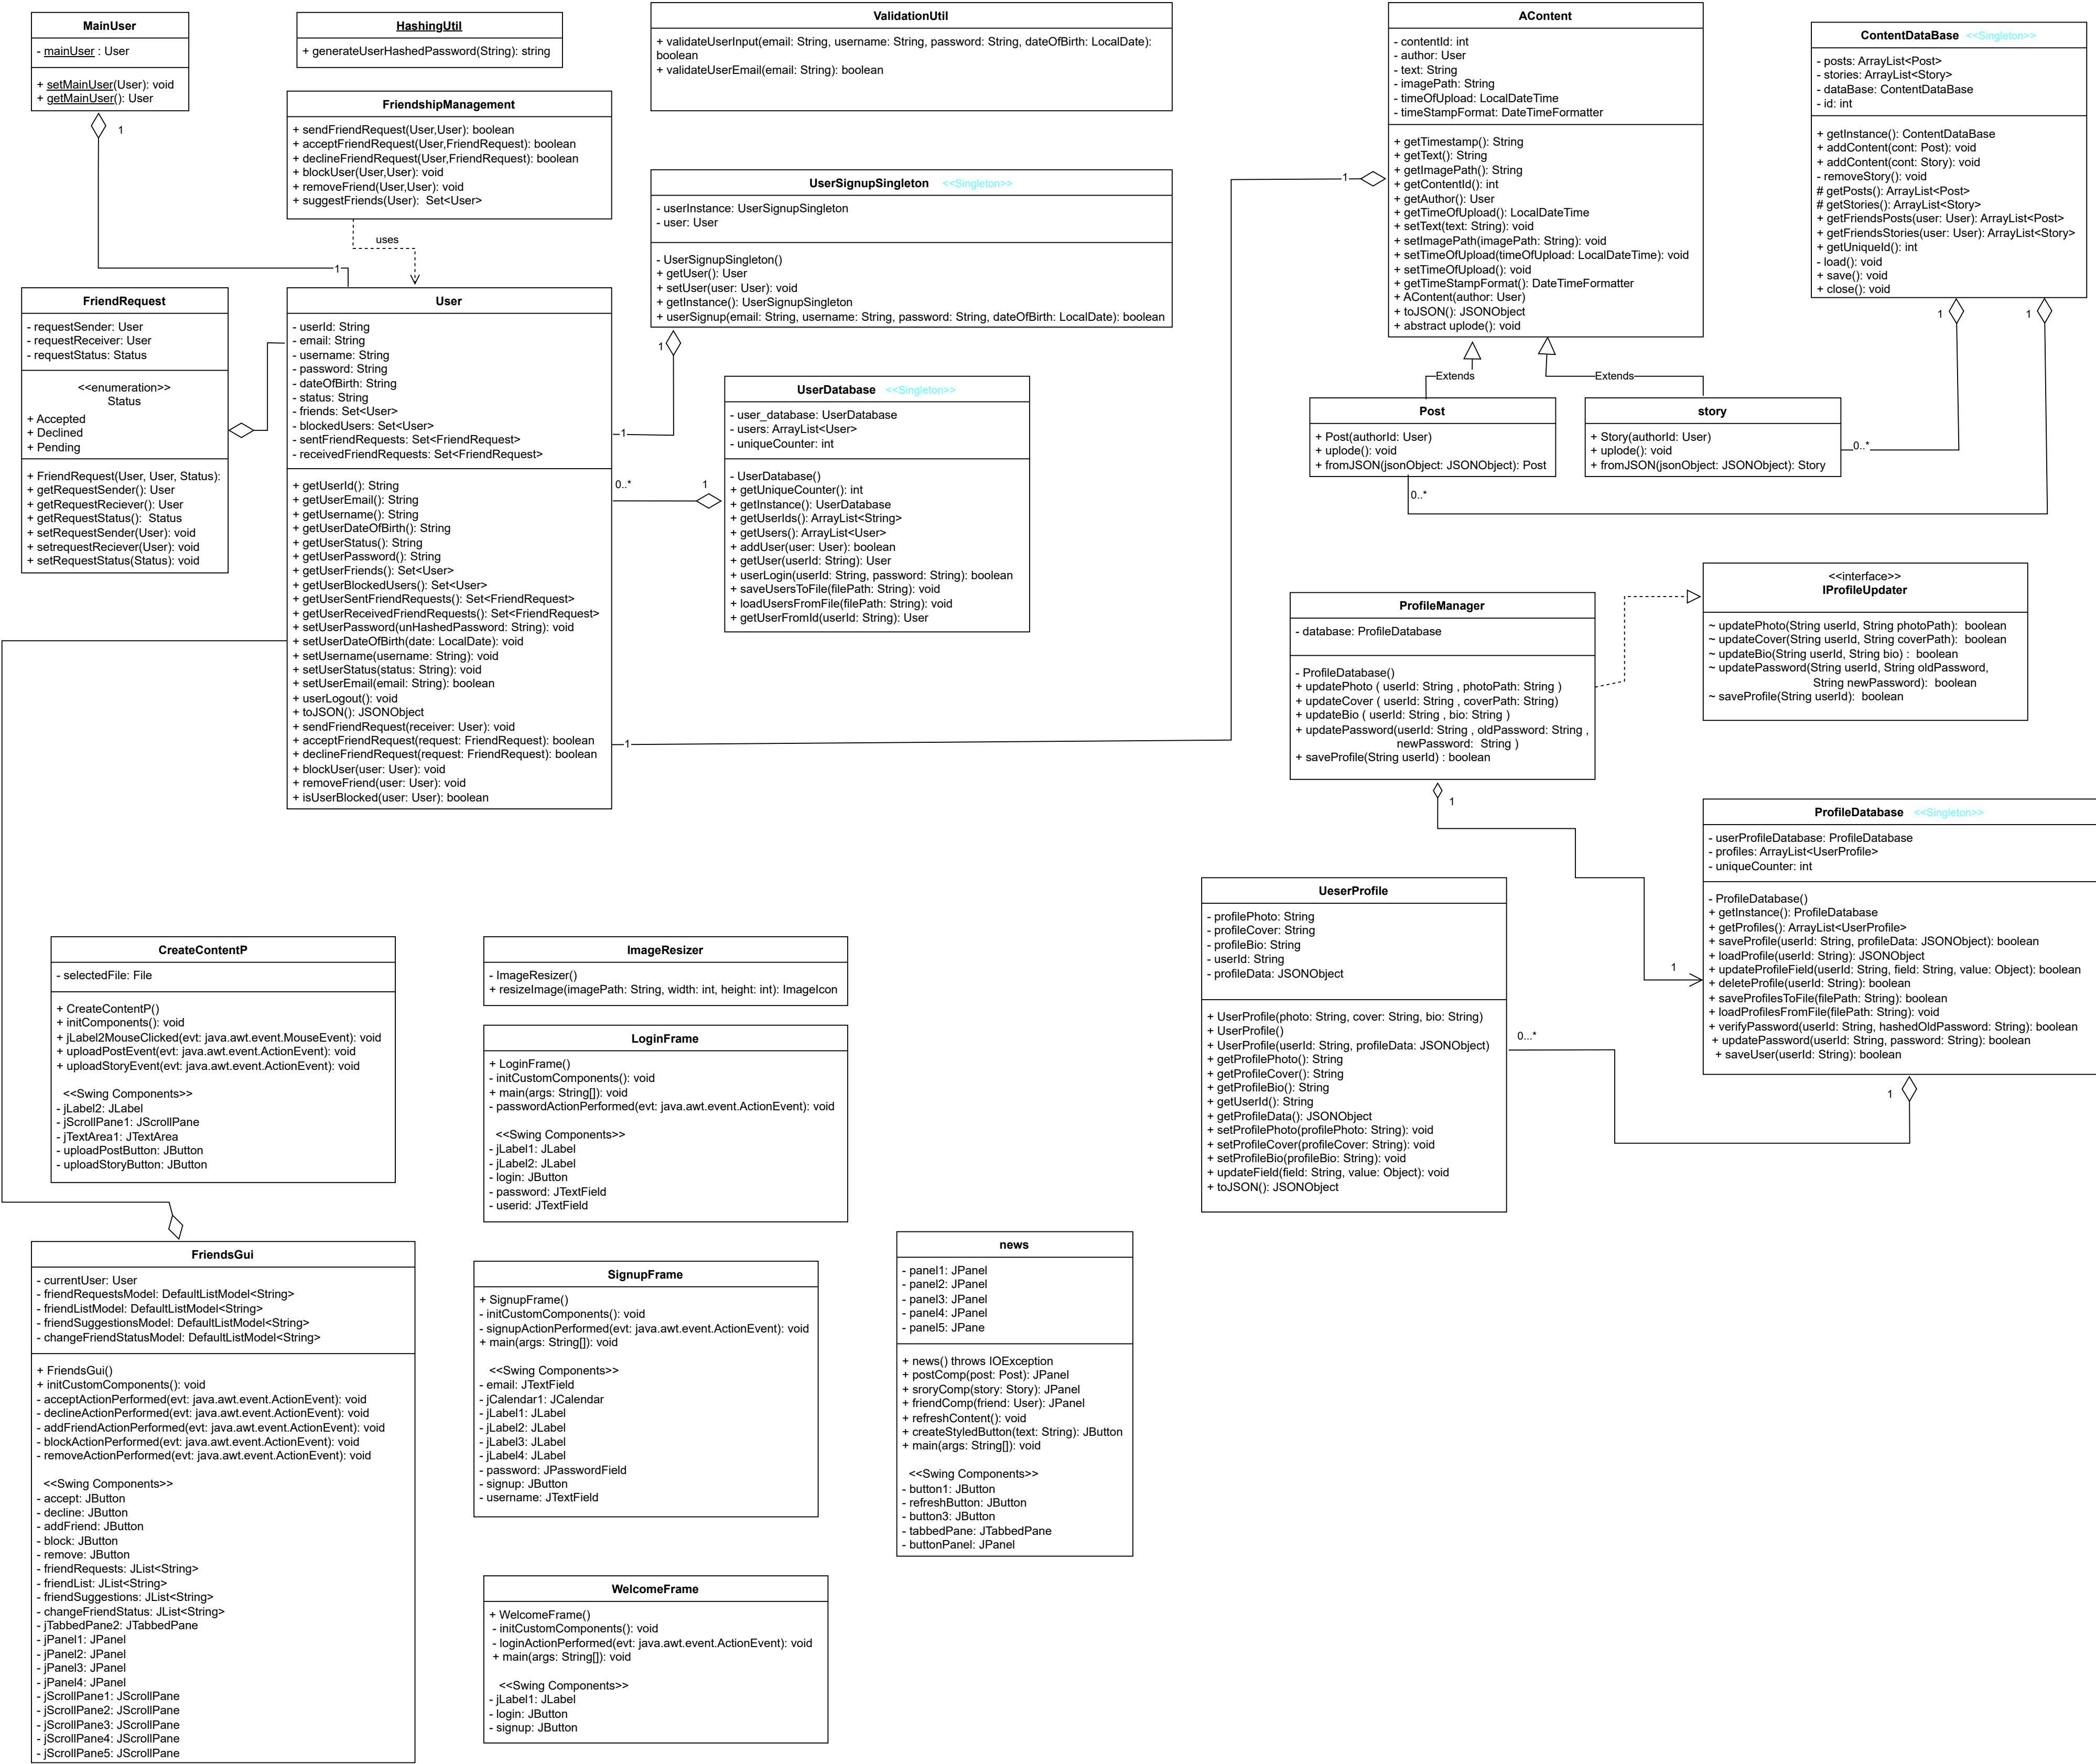 MainUser
- mainUser : User
+ setMainUser(User): void
+ getMainUser(): User
1
HashingUtil
+ generateUserHashedPassword(String): string
ValidationUtil
+ validateUserInput(email: String, username: String, password: String, dateOfBirth: LocalDate):
boolean
+ validateUserEmail(email: String): boolean
FriendshipManagement
+ sendFriendRequest(User,User): boolean
+ acceptFriendRequest(User,FriendRequest): boolean
+ declineFriendRequest(User,FriendRequest): boolean
+ blockUser(User,User): void
+ removeFriend(User,User): void
+ suggestFriends(User):  Set<User>
uses
1
UserSignupSingleton <<Singleton>>
- userInstance: UserSignupSingleton
- user: User
- UserSignupSingleton()
+ getUser(): User
+ setUser(user: User): void
+ getInstance(): UserSignupSingleton
+ userSignup(email: String, username: String, password: String, dateOfBirth: LocalDate): boolean
1
1
AContent
- contentId: int
- author: User
- text: String
- imagePath: String
- timeOfUpload: LocalDateTime
- timeStampFormat: DateTimeFormatter
+ getTimestamp(): String
+ getText(): String
+ getImagePath(): String
+ getContentId(): int
+ getAuthor(): User
+ getTimeOfUpload(): LocalDateTime
+ setText(text: String): void
+ setImagePath(imagePath: String): void
+ setTimeOfUpload(timeOfUpload: LocalDateTime): void
+ setTimeOfUpload(): void
+ getTimeStampFormat(): DateTimeFormatter
+ AContent(author: User)
+ toJSON(): JSONObject
+ abstract uplode(): void
1
Extends
Extends
ContentDataBase <<Singleton>>
- posts: ArrayList<Post>
- stories: ArrayList<Story>
- dataBase: ContentDataBase
- id: int
+ getInstance(): ContentDataBase
+ addContent(cont: Post): void
+ addContent(cont: Story): void
- removeStory(): void
# getPosts(): ArrayList<Post>
# getStories(): ArrayList<Story>
+ getFriendsPosts(user: User): ArrayList<Post>
+ getFriendsStories(user: User): ArrayList<Story>
+ getUniqueId(): int
- load(): void
+ save(): void
+ close(): void
1
1
Post
+ Post(authorId: User)
+ uplode(): void
+ fromJSON(jsonObject: JSONObject): Post
0..*
story
+ Story(authorId: User)
+ uplode(): void
+ fromJSON(jsonObject: JSONObject): Story
0..*
FriendRequest
- requestSender: User
- requestReceiver: User
- requestStatus: Status
<<enumeration>>
Status
+ Accepted
+ Declined
+ Pending
+ FriendRequest(User, User, Status):
+ getRequestSender(): User
+ getRequestReciever(): User
+ getRequestStatus():  Status
+ setRequestSender(User): void
+ setrequestReciever(User): void
+ setRequestStatus(Status): void
User
- userId: String
- email: String
- username: String
- password: String
- dateOfBirth: String
- status: String
- friends: Set<User>
- blockedUsers: Set<User>
- sentFriendRequests: Set<FriendRequest>
- receivedFriendRequests: Set<FriendRequest>
+ getUserId(): String
+ getUserEmail(): String
+ getUsername(): String
+ getUserDateOfBirth(): String
+ getUserStatus(): String
+ getUserPassword(): String
+ getUserFriends(): Set<User>
+ getUserBlockedUsers(): Set<User>
+ getUserSentFriendRequests(): Set<FriendRequest>
+ getUserReceivedFriendRequests(): Set<FriendRequest>
+ setUserPassword(unHashedPassword: String): void
+ setUserDateOfBirth(date: LocalDate): void
+ setUsername(username: String): void
+ setUserStatus(status: String): void
+ setUserEmail(email: String): boolean
+ userLogout(): void
+ toJSON(): JSONObject
+ sendFriendRequest(receiver: User): void
+ acceptFriendRequest(request: FriendRequest): boolean
+ declineFriendRequest(request: FriendRequest): boolean
+ blockUser(user: User): void
+ removeFriend(user: User): void
+ isUserBlocked(user: User): boolean
0..*
1
1
UserDatabase <<Singleton>>
- user_database: UserDatabase
- users: ArrayList<User>
- uniqueCounter: int
- UserDatabase()
+ getUniqueCounter(): int
+ getInstance(): UserDatabase
+ getUserIds(): ArrayList<String>
+ getUsers(): ArrayList<User>
+ addUser(user: User): boolean
+ getUser(userId: String): User
+ userLogin(userId: String, password: String): boolean
+ saveUsersToFile(filePath: String): void
+ loadUsersFromFile(filePath: String): void
+ getUserFromId(userId: String): User
ProfileManager
- database: ProfileDatabase
- ProfileDatabase()
+ updatePhoto ( userId: String , photoPath: String )
+ updateCover ( userId: String , coverPath: String)
+ updateBio ( userId: String , bio: String )
+ updatePassword(userId: String , oldPassword: String ,
newPassword:  String )
+ saveProfile(String userId) : boolean
1
<<interface>>
IProfileUpdater
~ updatePhoto(String userId, String photoPath):  boolean
~ updateCover(String userId, String coverPath):  boolean
~ updateBio(String userId, String bio) :  boolean
~ updatePassword(String userId, String oldPassword,
String newPassword):  boolean
~ saveProfile(String userId):  boolean
ProfileDatabase <<Singleton>>
- userProfileDatabase: ProfileDatabase
- profiles: ArrayList<UserProfile>
- uniqueCounter: int
- ProfileDatabase()
+ getInstance(): ProfileDatabase
+ getProfiles(): ArrayList<UserProfile>
+ saveProfile(userId: String, profileData: JSONObject): boolean
+ loadProfile(userId: String): JSONObject
+ updateProfileField(userId: String, field: String, value: Object): boolean
+ deleteProfile(userId: String): boolean
+ saveProfilesToFile(filePath: String): boolean
+ loadProfilesFromFile(filePath: String): void
+ verifyPassword(userId: String, hashedOldPassword: String): boolean
+ updatePassword(userId: String, password: String): boolean
+ saveUser(userId: String): boolean
1
1
UeserProfile
- profilePhoto: String
- profileCover: String
- profileBio: String
- userId: String
- profileData: JSONObject
+ UserProfile(photo: String, cover: String, bio: String)
+ UserProfile()
+ UserProfile(userId: String, profileData: JSONObject)
+ getProfilePhoto(): String
+ getProfileCover(): String
+ getProfileBio(): String
+ getUserId(): String
+ getProfileData(): JSONObject
+ setProfilePhoto(profilePhoto: String): void
+ setProfileCover(profileCover: String): void
+ setProfileBio(profileBio: String): void
+ updateField(field: String, value: Object): void
+ toJSON(): JSONObject
0...*
CreateContentP
- selectedFile: File
+ CreateContentP()
+ initComponents(): void
+ jLabel2MouseClicked(evt: java.awt.event.MouseEvent): void
+ uploadPostEvent(evt: java.awt.event.ActionEvent): void
+ uploadStoryEvent(evt: java.awt.event.ActionEvent): void
<<Swing Components>>
- jLabel2: JLabel
- jScrollPane1: JScrollPane
- jTextArea1: JTextArea
- uploadPostButton: JButton
- uploadStoryButton: JButton
ImageResizer
- ImageResizer()
+ resizeImage(imagePath: String, width: int, height: int): ImageIcon
LoginFrame
+ LoginFrame()
- initCustomComponents(): void
+ main(args: String[]): void
- passwordActionPerformed(evt: java.awt.event.ActionEvent): void
<<Swing Components>>
- jLabel1: JLabel
- jLabel2: JLabel
- login: JButton
- password: JTextField
- userid: JTextField
FriendsGui
- currentUser: User
- friendRequestsModel: DefaultListModel<String>
- friendListModel: DefaultListModel<String>
- friendSuggestionsModel: DefaultListModel<String>
- changeFriendStatusModel: DefaultListModel<String>
+ FriendsGui()
+ initCustomComponents(): void
- acceptActionPerformed(evt: java.awt.event.ActionEvent): void
- declineActionPerformed(evt: java.awt.event.ActionEvent): void
- addFriendActionPerformed(evt: java.awt.event.ActionEvent): void
- blockActionPerformed(evt: java.awt.event.ActionEvent): void
- removeActionPerformed(evt: java.awt.event.ActionEvent): void
<<Swing Components>>
- accept: JButton
- decline: JButton
- addFriend: JButton
- block: JButton
- remove: JButton
- friendRequests: JList<String>
- friendList: JList<String>
- friendSuggestions: JList<String>
- changeFriendStatus: JList<String>
- jTabbedPane2: JTabbedPane
- jPanel1: JPanel
- jPanel2: JPanel
- jPanel3: JPanel
- jPanel4: JPanel
- jScrollPane1: JScrollPane
- jScrollPane2: JScrollPane
- jScrollPane3: JScrollPane
- jScrollPane4: JScrollPane
- jScrollPane5: JScrollPane
SignupFrame
+ SignupFrame()
- initCustomComponents(): void
- signupActionPerformed(evt: java.awt.event.ActionEvent): void
+ main(args: String[]): void
<<Swing Components>>
- email: JTextField
- jCalendar1: JCalendar
- jLabel1: JLabel
- jLabel2: JLabel
- jLabel3: JLabel
- jLabel4: JLabel
- password: JPasswordField
- signup: JButton
- username: JTextField
news
- panel1: JPanel
- panel2: JPanel
- panel3: JPanel
- panel4: JPanel
- panel5: JPane
+ news() throws IOException
+ postComp(post: Post): JPanel
+ sroryComp(story: Story): JPanel
+ friendComp(friend: User): JPanel
+ refreshContent(): void
+ createStyledButton(text: String): JButton
+ main(args: String[]): void
<<Swing Components>>
- button1: JButton
- refreshButton: JButton
- button3: JButton
- tabbedPane: JTabbedPane
- buttonPanel: JPanel
WelcomeFrame
+ WelcomeFrame()
- initCustomComponents(): void
- loginActionPerformed(evt: java.awt.event.ActionEvent): void
+ main(args: String[]): void
<<Swing Components>>
- jLabel1: JLabel
- login: JButton
- signup: JButton